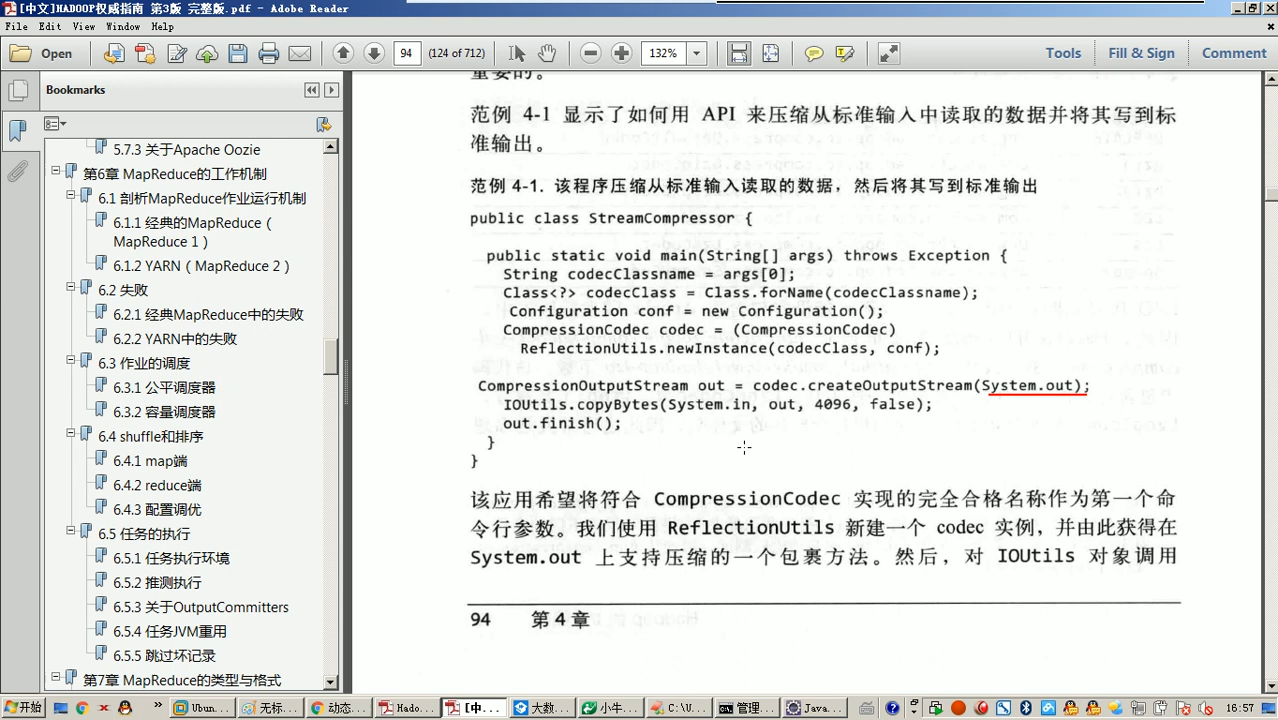 [中文]HADOOP权威指南 第3版 完整版.pdf - Adobe Reader
File Edit View Window Help
Open
94
(124 of 712)
132%
Tools
Fill & Sign
Comment
Bookmarks
5.7.3 关于Apache Oozie
第6章 MapReduce的工作机制
6.1 剖析MapReduce作业运行机制
6.1.1 经典的MapReduce（
MapReduce 1）
6.1.2 YARN（MapReduce 2）
6.2 失败
6.2.1 经典MapReduce中的失败
6.2.2 YARN中的失败
6.3 作业的调度
6.3.1 公平调度器
6.3.2 容量调度器
6.4 shuffle和排序
6.4.1 map端
6.4.2 reduce端
6.4.3 配置调优
6.5 任务的执行
6.5.1 任务执行环境
6.5.2 推测执行
6.5.3 关于OutputCommitters
6.5.4 任务JVM重用
6.5.5 跳过坏记录
第7章 MapReduce的类型与格式
重要的。
范例 4-1 显示了如何用 API 来压缩从标准输入中读取的数据并将其写到标
准输出。
范例 4-1. 该程序压缩从标准输入读取的数据，然后将其写到标准输出
public class StreamCompressor {
public static void main(String[] args) throws Exception {
String codecClassname = args[0];
Class<?> codecClass = Class.forName(codecClassname);
Configuration conf = new Configuration();
CompressionCodec codec = (CompressionCodec)
ReflectionUtils.newInstance(codecClass, conf);
CompressionOutputStream out = codec.createOutputStream(System.out);
IOUtils.copyBytes(System.in, out, 4096, false);
out.finish();
}
}
该应用希望将符合 CompressionCodec 实现的完全合格名称作为第一个命
令行参数。我们使用 ReflectionUtils 新建一个 codec 实例，并由此获得在
System.out 上支持压缩的一个包裹方法。然后，对 IOUtils 对象调用
94 第 4 章
开始
Ubun...
无标...
动态...
Hado...
[中...
大数...
小牛...
C:\U...
管理...
Java...
16:57